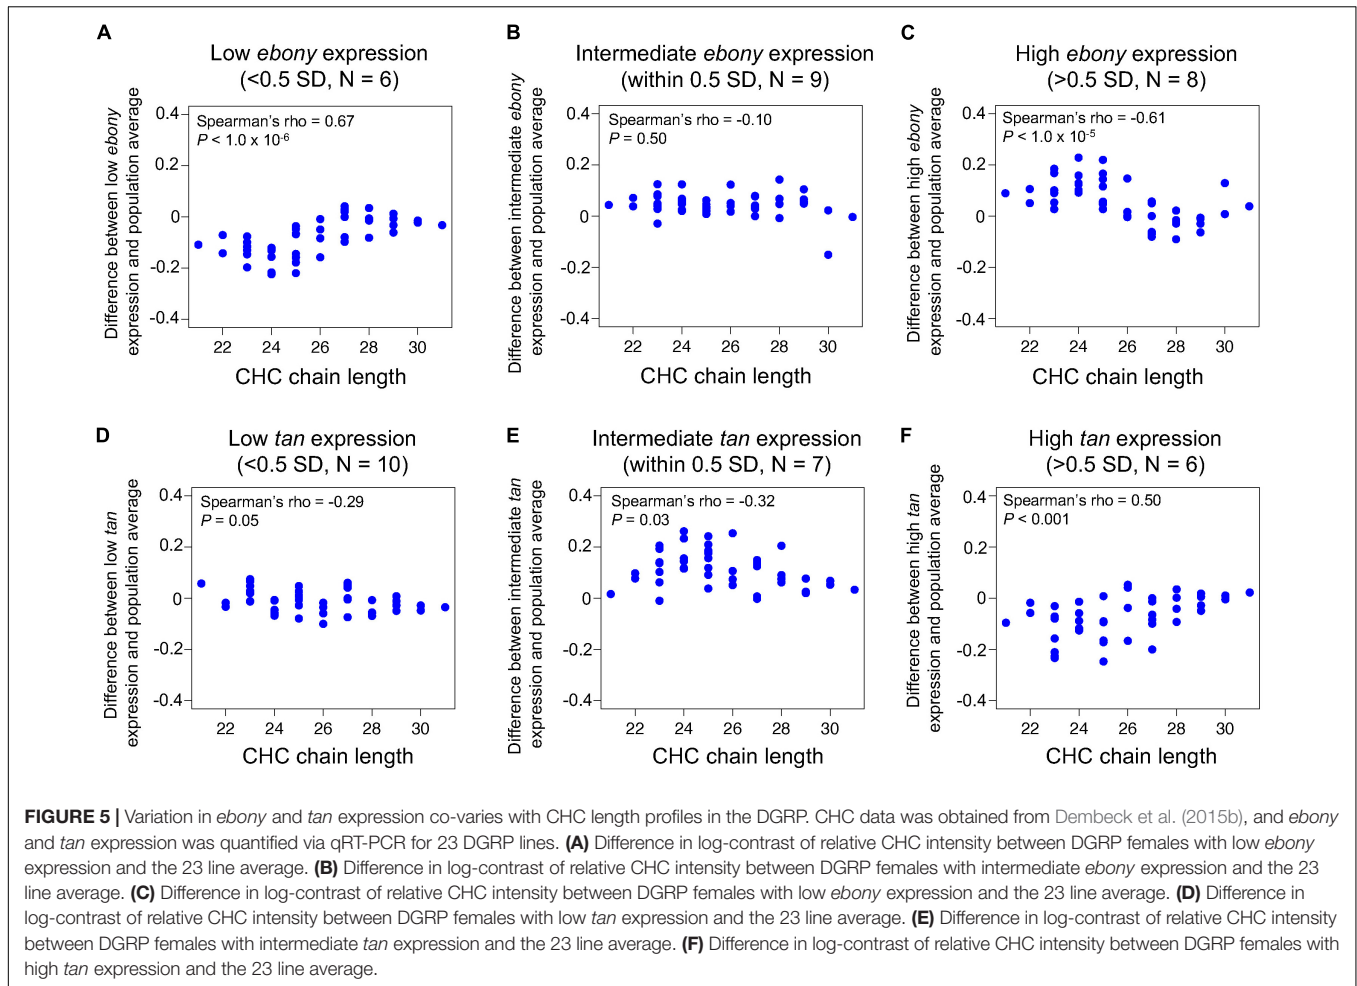 A
Low ebony expression
(<0.5 SD, N = 6)
Difference between low ebony
expression and population average
Spearman's rho = 0.67
P < 1.0 x 10-6
0.4
0.2
0
-0.2
-0.4
22 24 26 28 30
CHC chain length
B
Intermediate ebony expression
(within 0.5 SD, N = 9)
Difference between intermediate ebony
expression and population average
Spearman's rho = -0.10
P = 0.50
0.4
0.2
0
-0.2
-0.4
22 24 26 28 30
CHC chain length
C
High ebony expression
(>0.5 SD, N = 8)
Difference between high ebony
expression and population average
Spearman's rho = -0.61
P < 1.0 x 10-5
0.4
0.2
0
-0.2
-0.4
22 24 26 28 30
CHC chain length
D
Low tan expression
(<0.5 SD, N = 10)
Difference between low tan
expression and population average
Spearman's rho = -0.29
P = 0.05
0.4
0.2
0
-0.2
-0.4
22 24 26 28 30
CHC chain length
E
Intermediate tan expression
(within 0.5 SD, N = 7)
Difference between intermediate tan
expression and population average
Spearman's rho = -0.32
P = 0.03
0.4
0.2
0
-0.2
-0.4
22 24 26 28 30
CHC chain length
F
High tan expression
(>0.5 SD, N = 6)
Difference between high tan
expression and population average
Spearman's rho = 0.50
P < 0.001
0.4
0.2
0
-0.2
-0.4
22 24 26 28 30
CHC chain length
FIGURE 5 | Variation in ebony and tan expression co-varies with CHC length profiles in the DGRP. CHC data was obtained from Dembeck et al. (2015b), and ebony
and tan expression was quantified via qRT-PCR for 23 DGRP lines. (A) Difference in log-contrast of relative CHC intensity between DGRP females with low ebony
expression and the 23 line average. (B) Difference in log-contrast of relative CHC intensity between DGRP females with intermediate ebony expression and the 23
line average. (C) Difference in log-contrast of relative CHC intensity between DGRP females with low ebony expression and the 23 line average. (D) Difference in
log-contrast of relative CHC intensity between DGRP females with low tan expression and the 23 line average. (E) Difference in log-contrast of relative CHC intensity
between DGRP females with intermediate tan expression and the 23 line average. (F) Difference in log-contrast of relative CHC intensity between DGRP females with
high tan expression and the 23 line average.